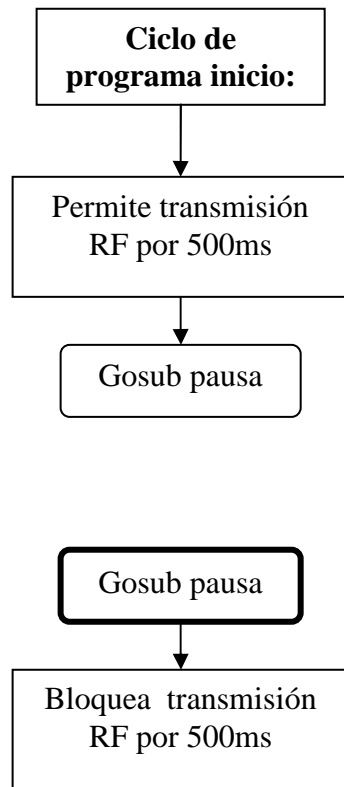 Ciclo de
programa inicio:
Permite transmisión
RF por 500ms
Gosub pausa
Gosub pausa
Bloquea transmisión
RF por 500ms